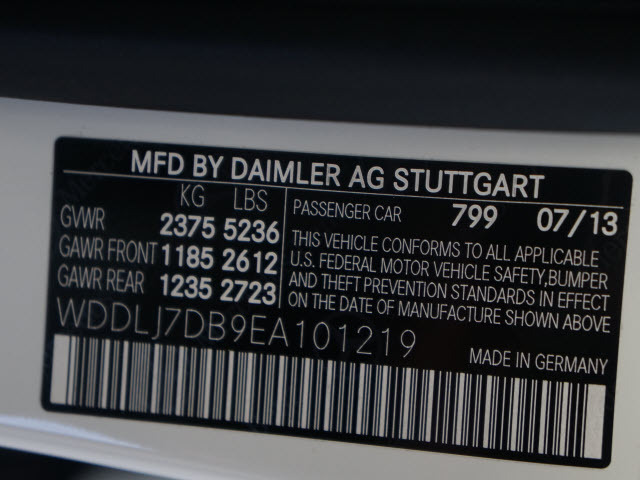 MFD BY DAIMLER AG STUTTGART
KG LBS
GVWR 2375 5236
GAWR FRONT 1185 2612
GAWR REAR 1235 2723
PASSENGER CAR 799 07/13
THIS VEHICLE CONFORMS TO ALL APPLICABLE
U.S. FEDERAL MOTOR VEHICLE SAFETY,BUMPER
AND THEFT PREVENTION STANDARDS IN EFFECT
ON THE DATE OF MANUFACTURE SHOWN ABOVE
WDDLJ7DB9EA101219
MADE IN GERMANY